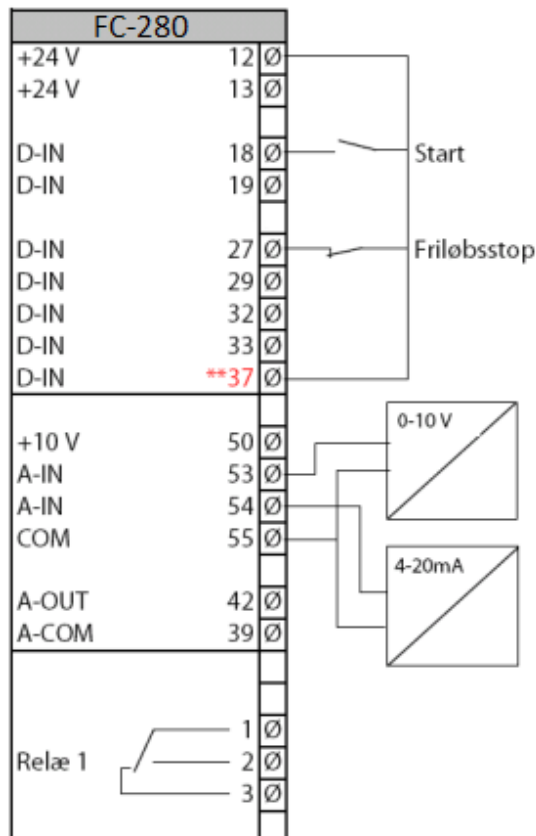 FC-280
+24 V 12 Ø
+24 V 13 Ø
D-IN 18 Ø Start
D-IN 19 Ø
D-IN 27 Ø Friløbsstop
D-IN 29 Ø
D-IN 32 Ø
D-IN 33 Ø
D-IN **37 Ø
0-10 V
+10 V 50 Ø
A-IN 53 Ø
A-IN 54 Ø
COM 55 Ø
4-20mA
A-OUT 42 Ø
A-COM 39 Ø
1 Ø
Relæ 1 2 Ø
3 Ø